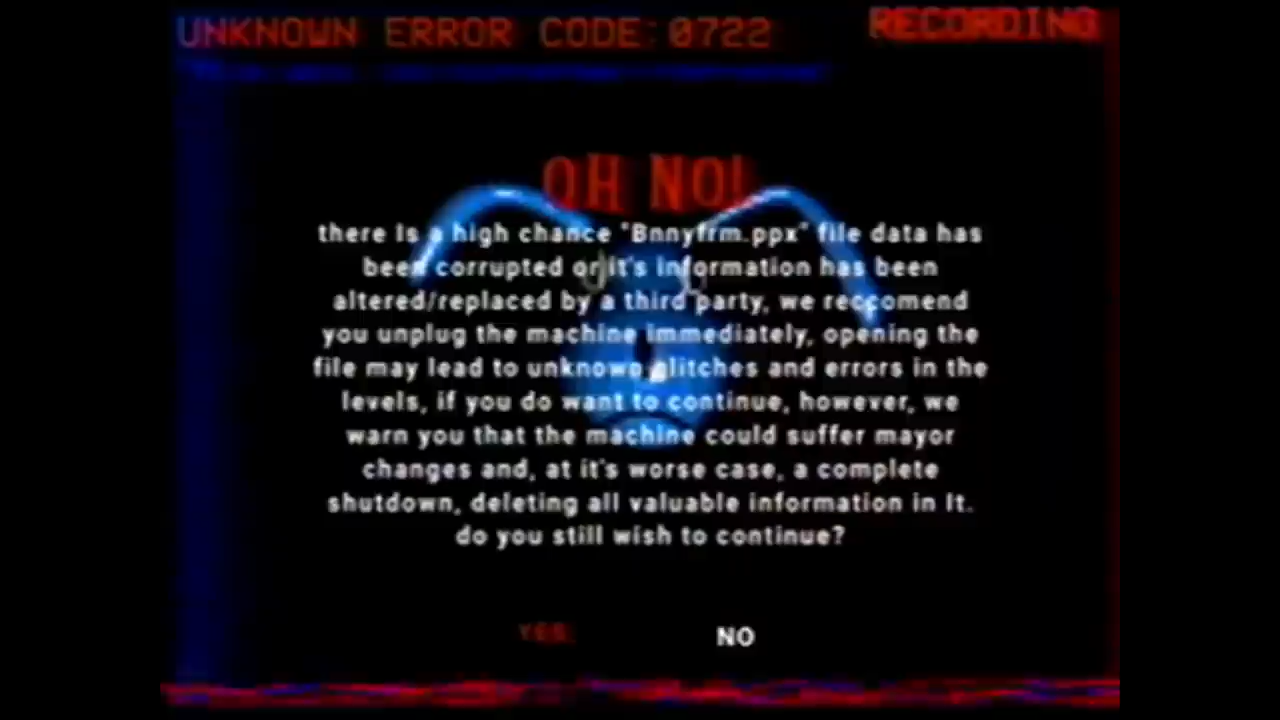 UNKNOWN ERROR CODE:0722
RECORDING
OH NO!
there is a high chance "Bnnyfrm.ppx" file data has
been corrupted or it's information has been
altered/replaced by a third party, we reccomend
you unplug the machine immediately, opening the
file may lead to unknown glitches and errors in the
levels, if you do want to continue, however, we
warn you that the machine could suffer mayor
changes and, at it's worse case, a complete
shutdown, deleting all valuable information in it.
do you still wish to continue?
YES
NO